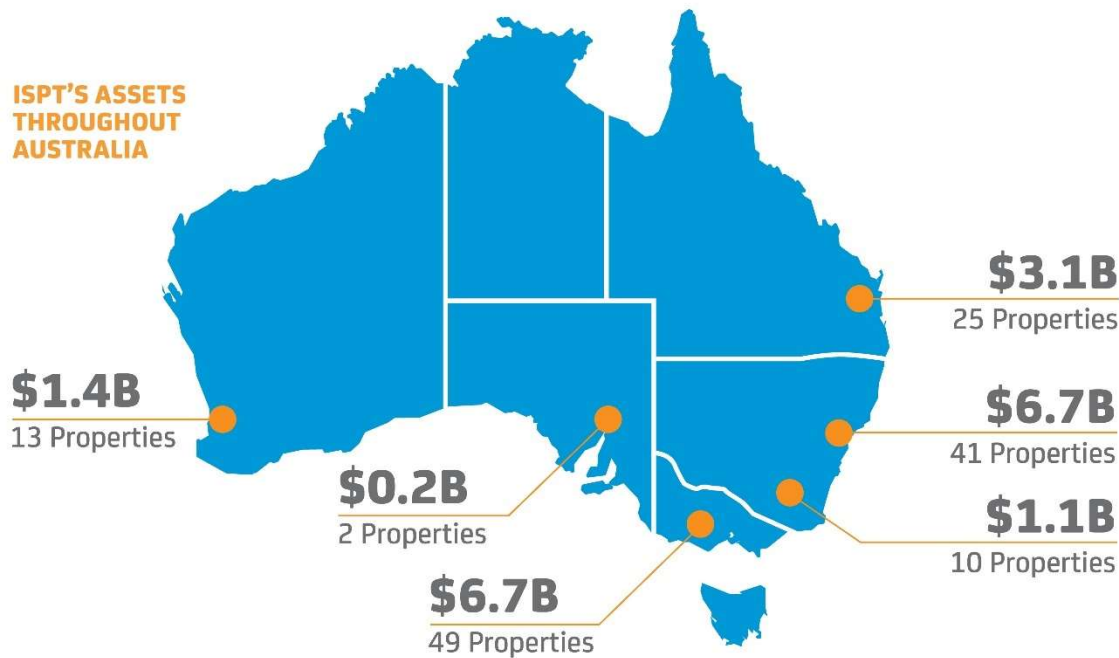 ISPT'S ASSETS
THROUGHOUT
AUSTRALIA
$3.1B
25 Properties
$1.4B
13 Properties
$6.7B
41 Properties
$0.2B
2 Properties
$1.1B
10 Properties
$6.7B
49 Properties